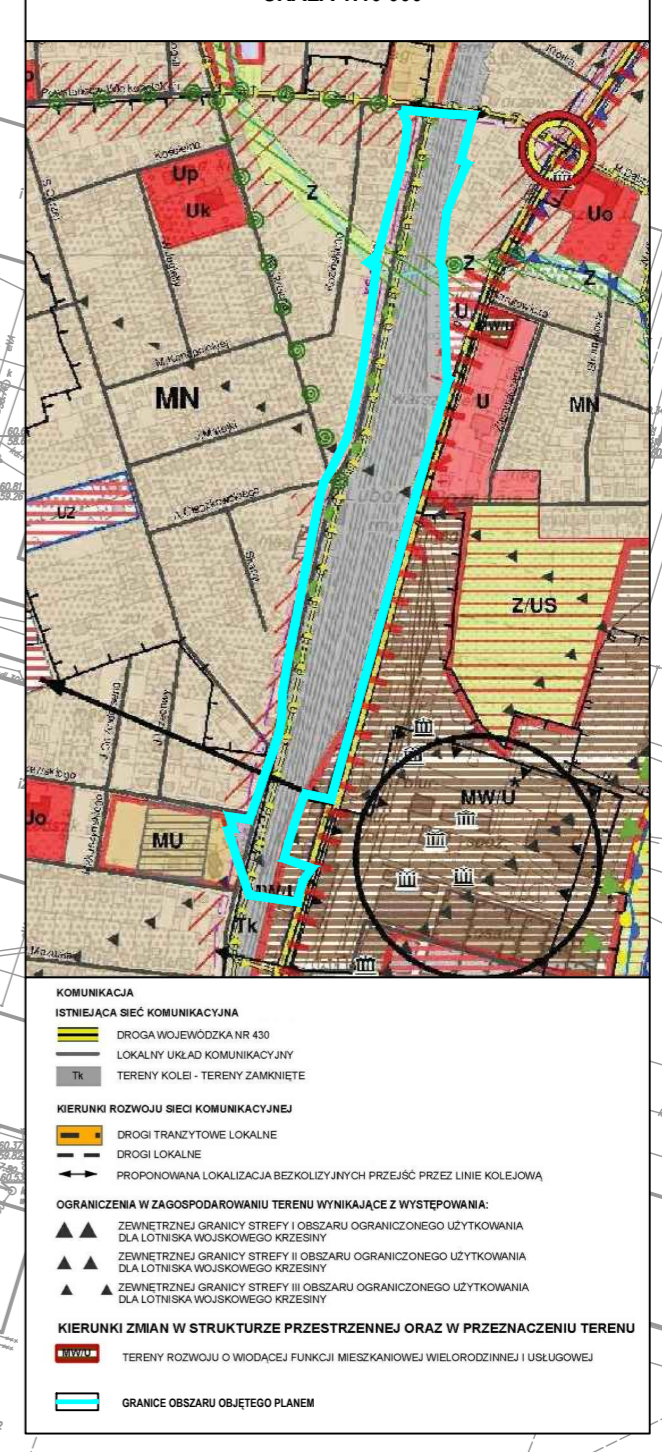 Kościelna
Up
Uk
Z
Uo
Z
Z
U
MW/U
MN
U
MN
M. Konopnickiej
J. Matejki
UZ
Z/US
MW/U
Uo
MU
MW/U
Tk
KOMUNIKACJA
ISTNIEJĄCA SIEĆ KOMUNIKACYJNA
DROGA WOJEWÓDZKA NR 430
LOKALNY UKŁAD KOMUNIKACYJNY
Tk TERENY KOLEI - TERENY ZAMKNIĘTE
KIERUNKI ROZWOJU SIECI KOMUNIKACYJNEJ
DROGI TRANZYTOWE LOKALNE
DROGI LOKALNE
PROPONOWANA LOKALIZACJA BEZKOLIZYJNYCH PRZEJŚĆ PRZEZ LINIE KOLEJOWĄ
OGRANICZENIA W ZAGOSPODAROWANIU TERENU WYNIKAJĄCE Z WYSTĘPOWANIA:
ZEWNĘTRZNEJ GRANICY STREFY I OBSZARU OGRANICZONEGO UŻYTKOWANIA
DLA LOTNISKA WOJSKOWEGO KRZESINY
ZEWNĘTRZNEJ GRANICY STREFY II OBSZARU OGRANICZONEGO UŻYTKOWANIA
DLA LOTNISKA WOJSKOWEGO KRZESINY
ZEWNĘTRZNEJ GRANICY STREFY III OBSZARU OGRANICZONEGO UŻYTKOWANIA
DLA LOTNISKA WOJSKOWEGO KRZESINY
KIERUNKI ZMIAN W STRUKTURZE PRZESTRZENNEJ ORAZ W PRZEZNACZENIU TERENU
MW/U TERENY ROZWOJU O WIODĄCEJ FUNKCJI MIESZKANIOWEJ WIELORODZINNEJ I USŁUGOWEJ
GRANICE OBSZARU OBJĘTEGO PLANEM